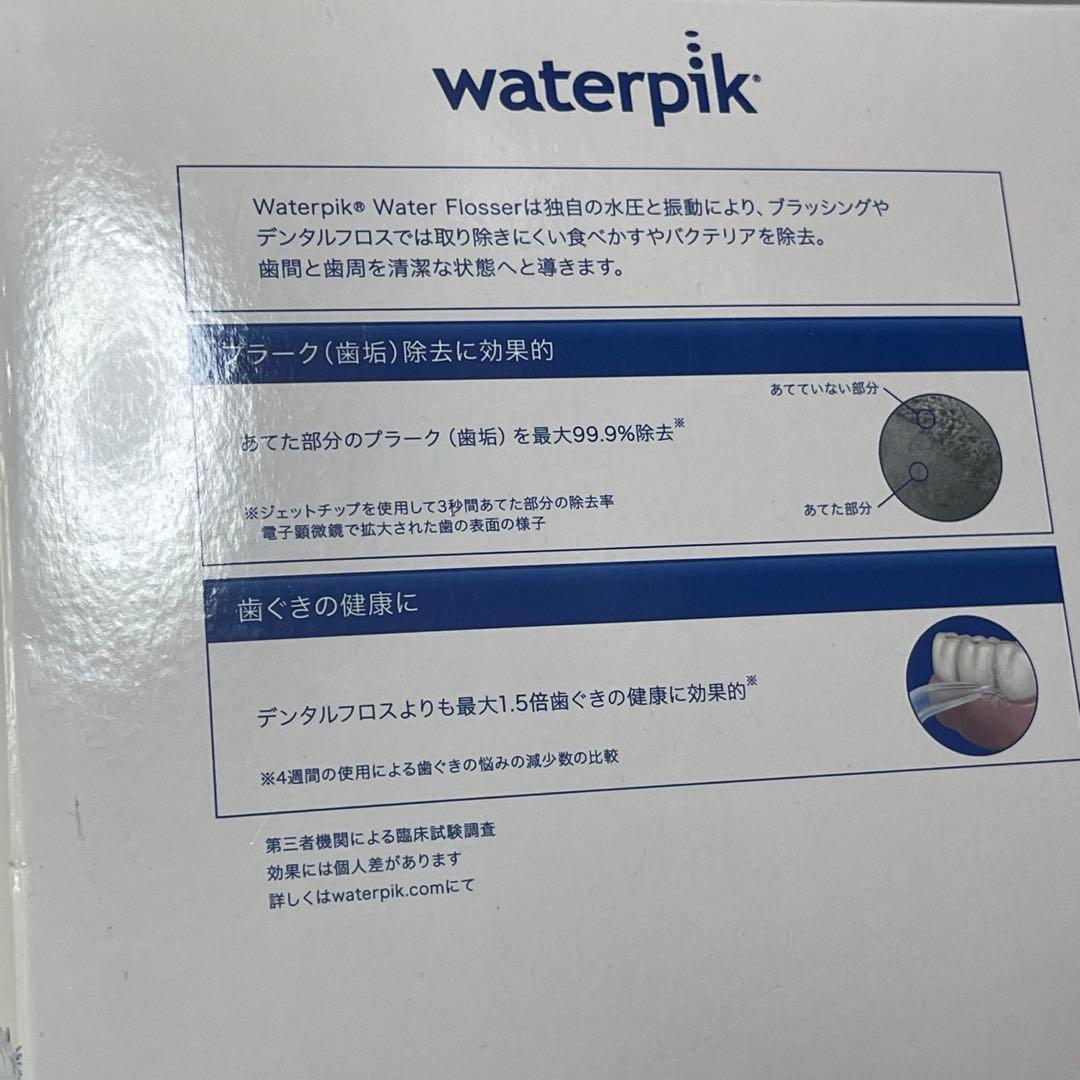 waterpik®
Waterpik® Water Flosserは独自の水圧と振動により、ブラッシングや
デンタルフロスでは取り除きにくい食べかすやバクテリアを除去。
歯間と歯周を清潔な状態へと導きます。
プラーク(歯垢)除去に効果的
あてていない部分
あてた部分のプラーク(歯垢)を最大99.9%除去※
※ジェットチップを使用して3秒間あてた部分の除去率
電子顕微鏡で拡大された歯の表面の様子
あてた部分
歯ぐきの健康に
デンタルフロスよりも最大1.5倍歯ぐきの健康に効果的※
※4週間の使用による歯ぐきの悩みの減少数の比較
第三者機関による臨床試験調査
効果には個人差があります
詳しくはwaterpik.comにて